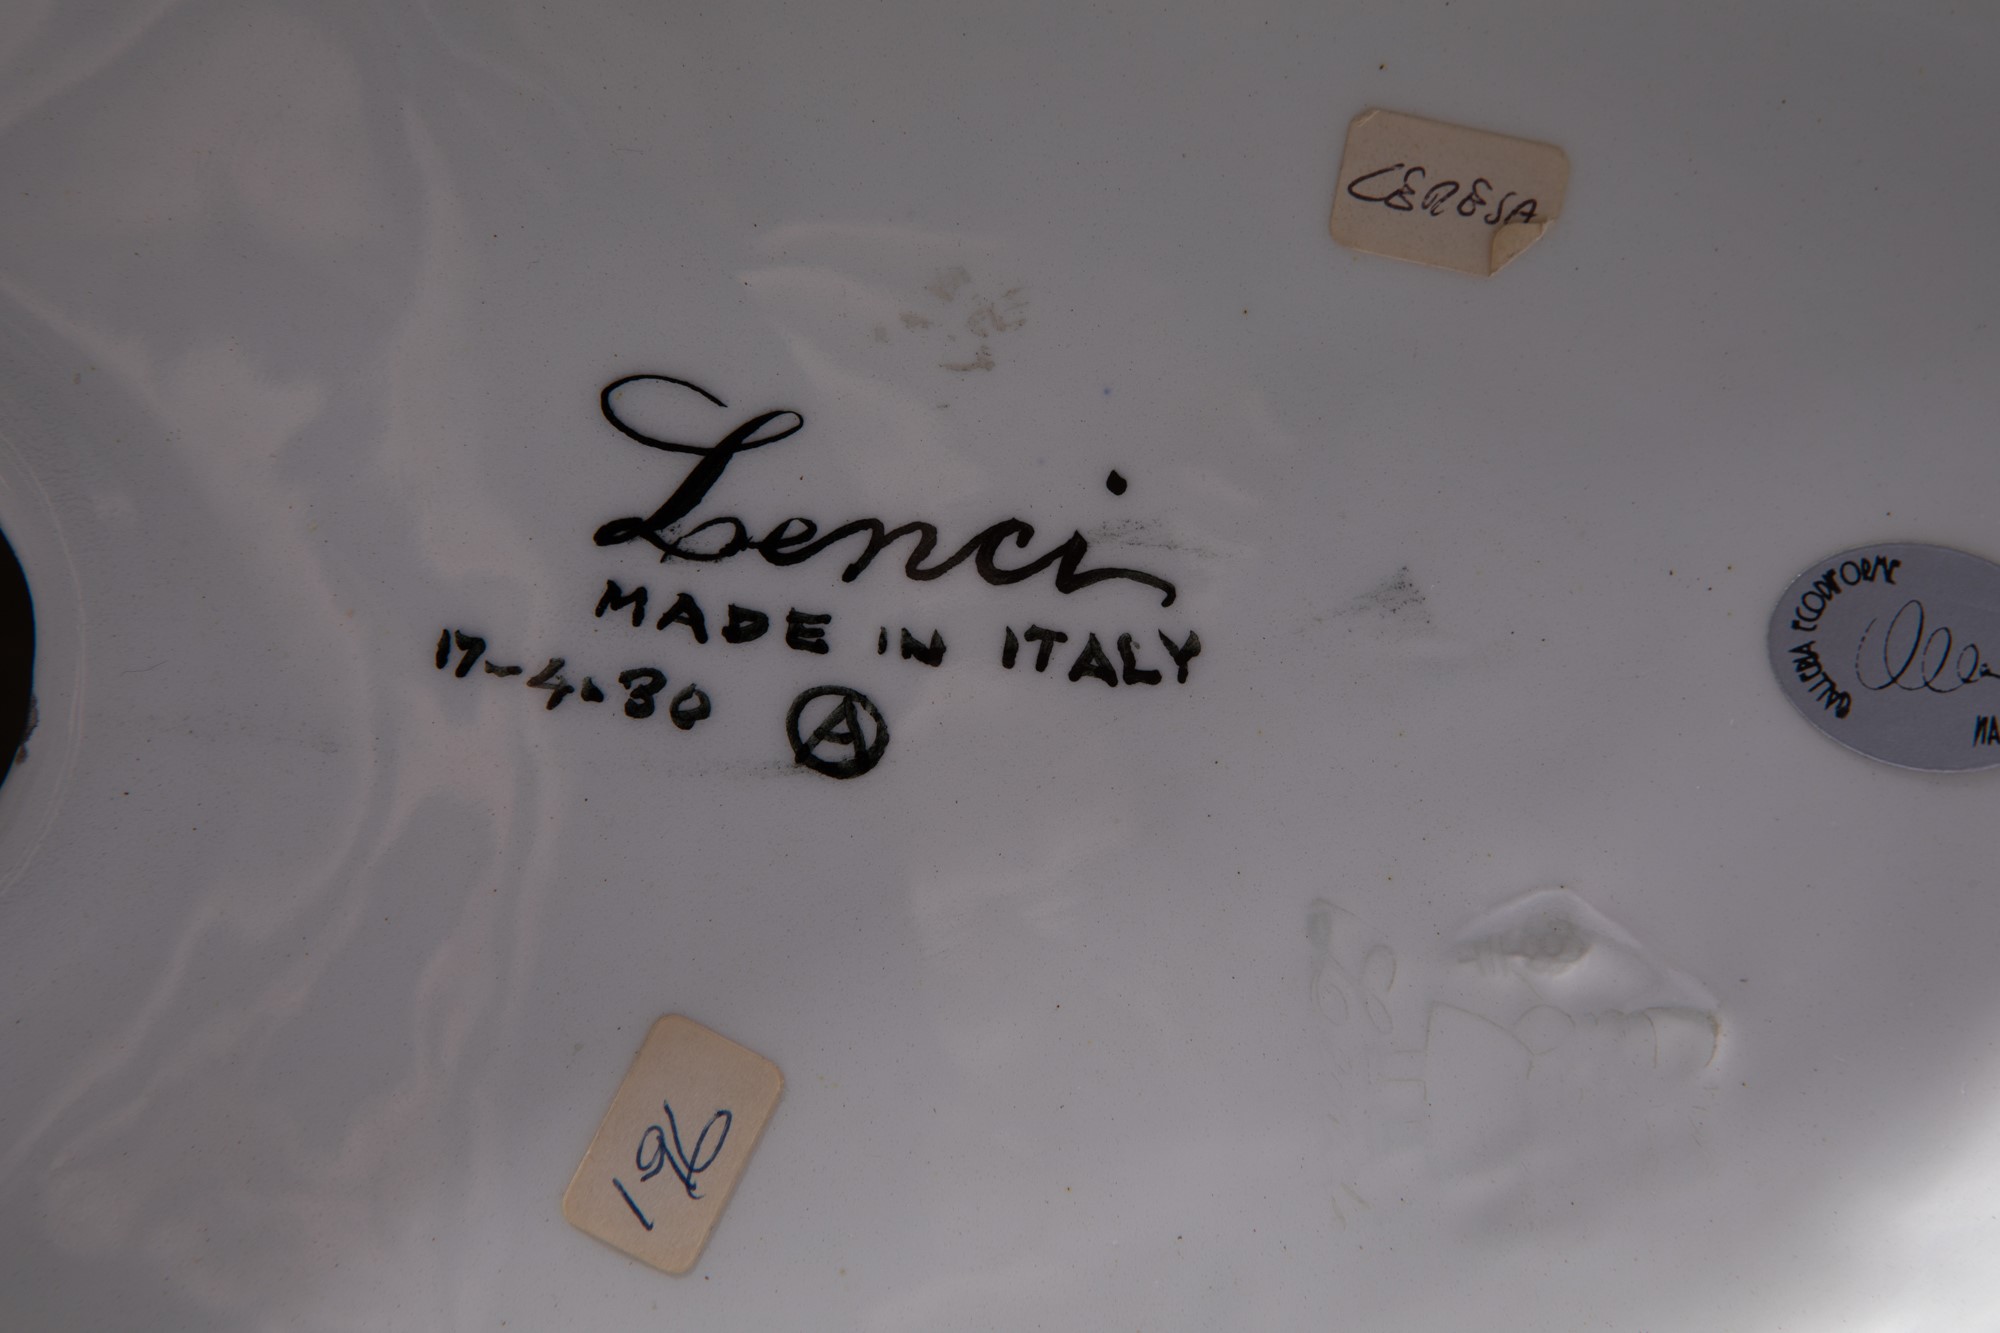 CERESA
Lenci
MADE IN ITALY
17-4-30 A
196